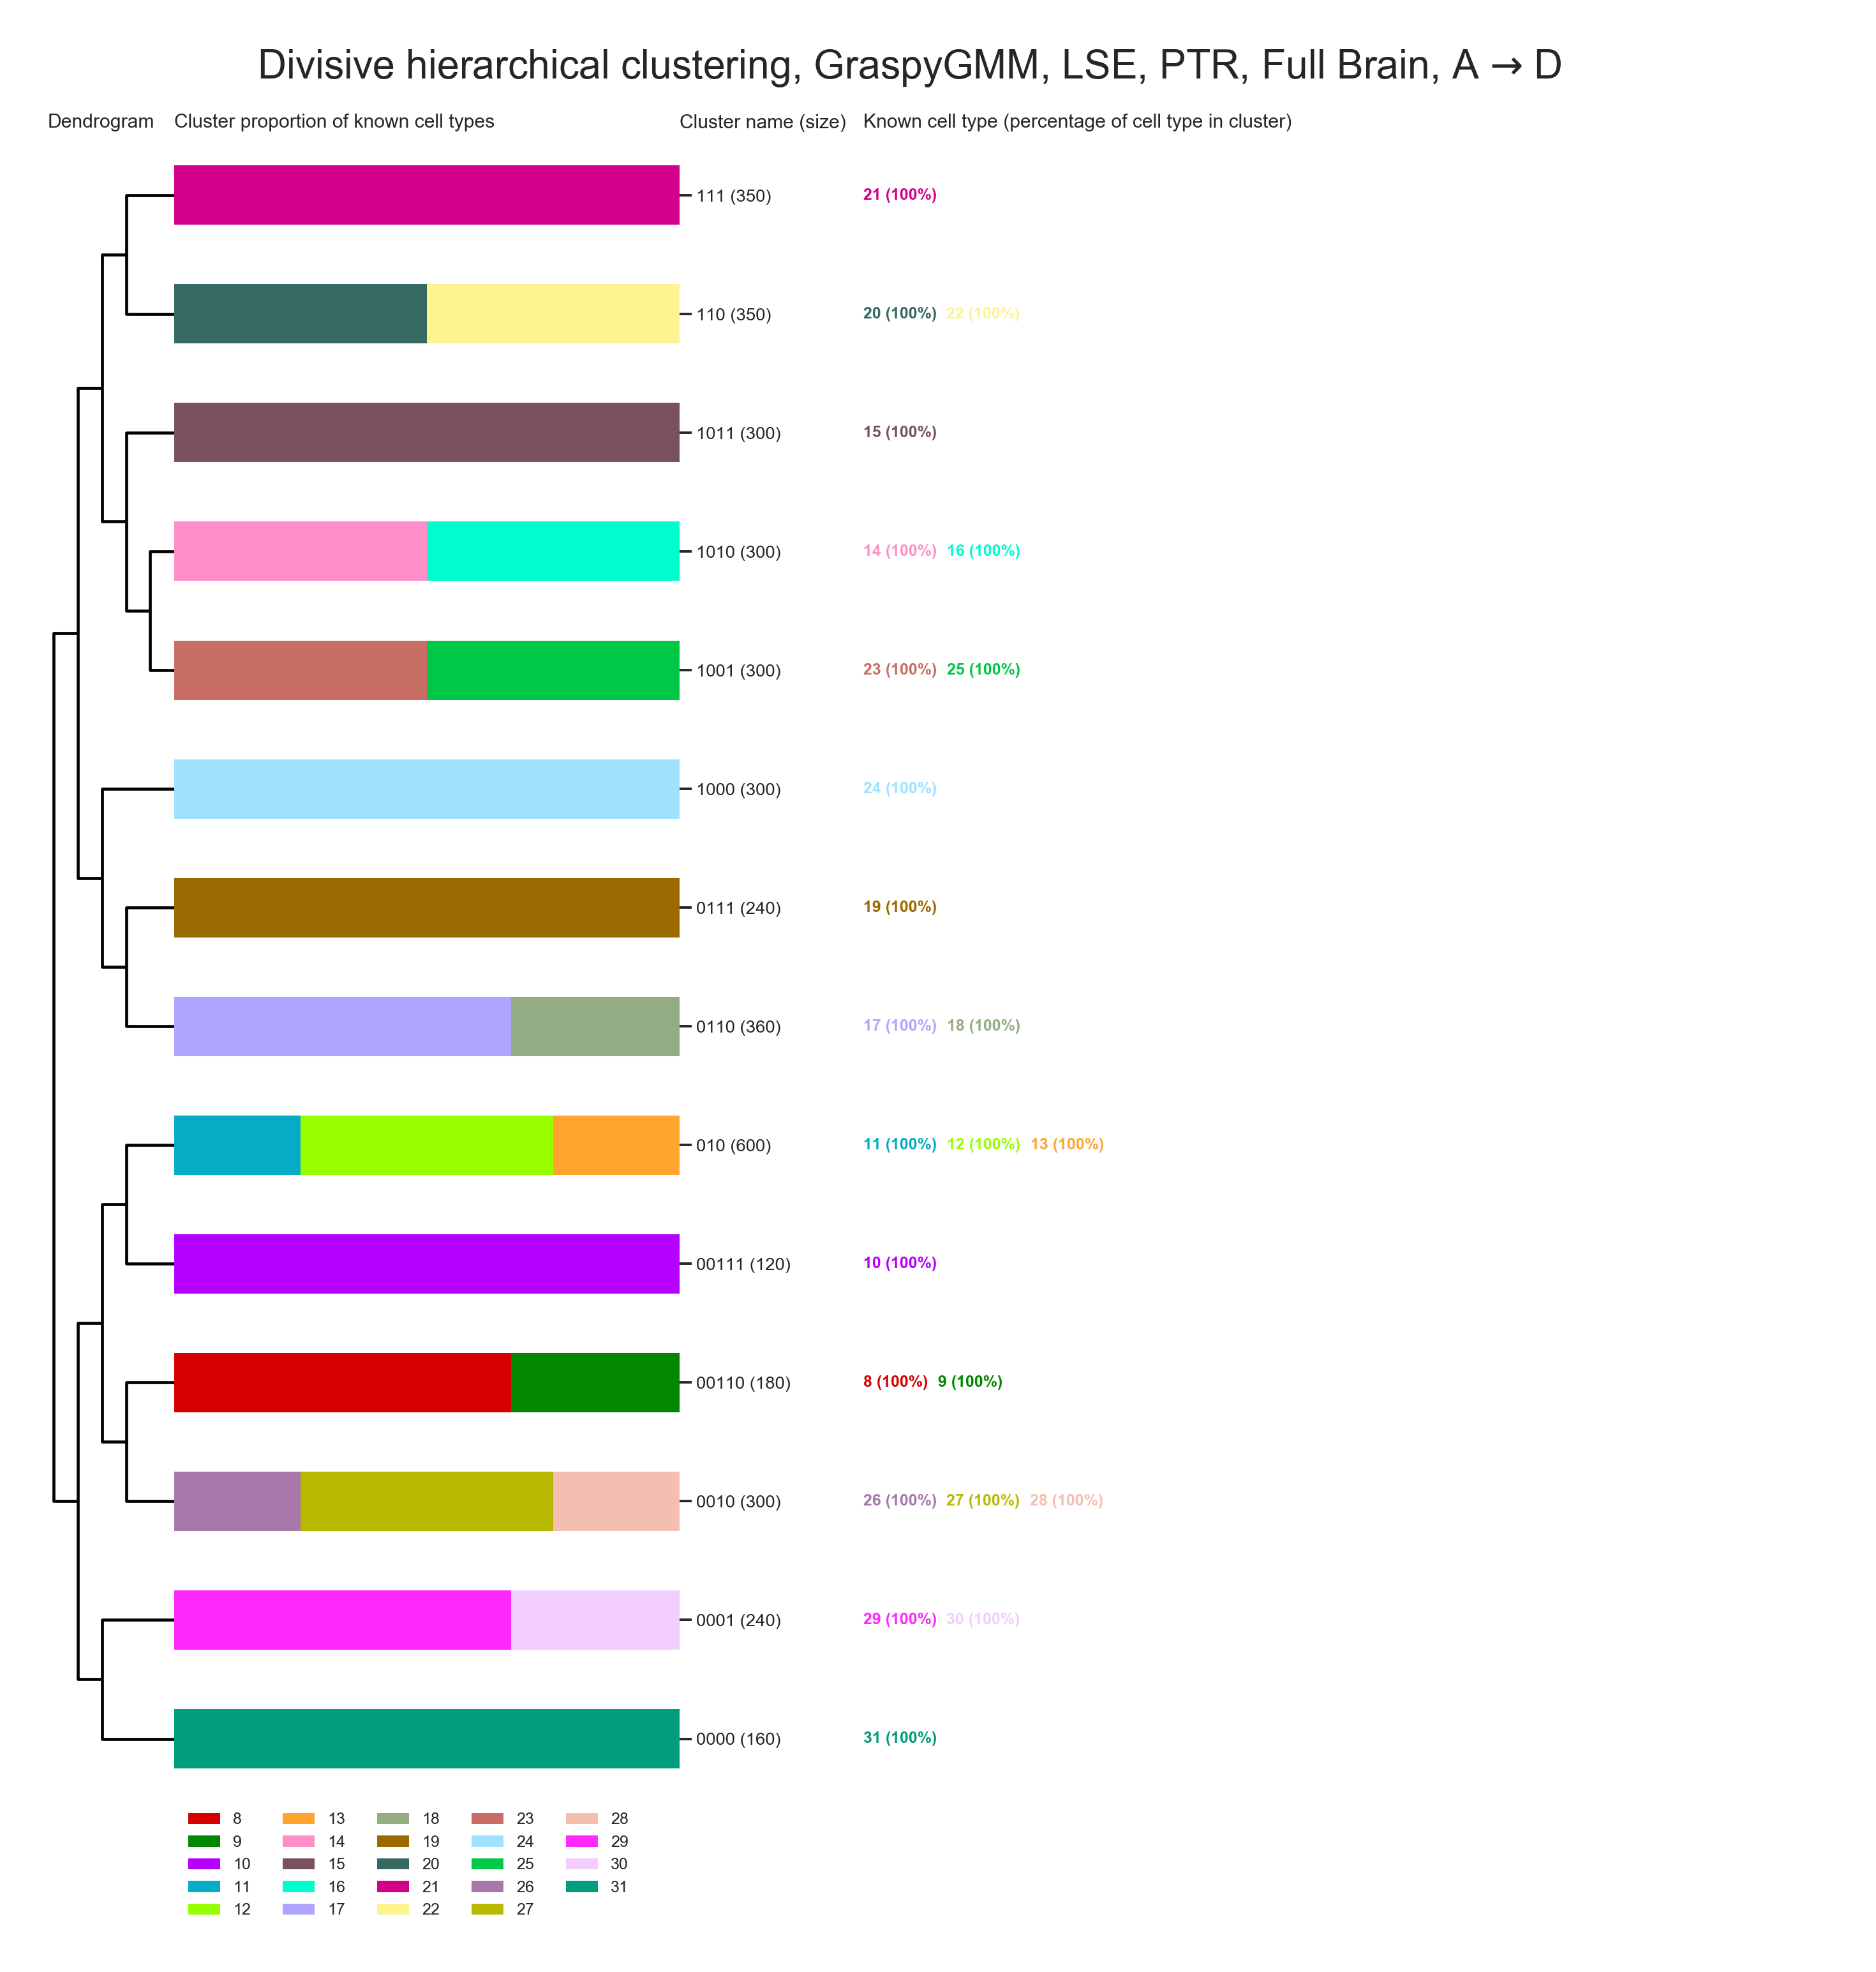 Divisive hierarchical clustering, GraspyGMM, LSE, PTR, Full Brain, A → D
Dendrogram Cluster proportion of known cell types Cluster name (size) Known cell type (percentage of cell type in cluster)
111 (350) 21 (100%)
110 (350) 20 (100%) 22 (100%)
1011 (300) 15 (100%)
1010 (300) 14 (100%) 16 (100%)
1001 (300) 23 (100%) 25 (100%)
1000 (300) 24 (100%)
0111 (240) 19 (100%)
0110 (360) 17 (100%) 18 (100%)
010 (600) 11 (100%) 12 (100%) 13 (100%)
00111 (120) 10 (100%)
00110 (180) 8 (100%) 9 (100%)
0010 (300) 26 (100%) 27 (100%) 28 (100%)
0001 (240) 29 (100%) 30 (100%)
0000 (160) 31 (100%)
8 13 18 23 28
9 14 19 24 29
10 15 20 25 30
11 16 21 26 31
12 17 22 27